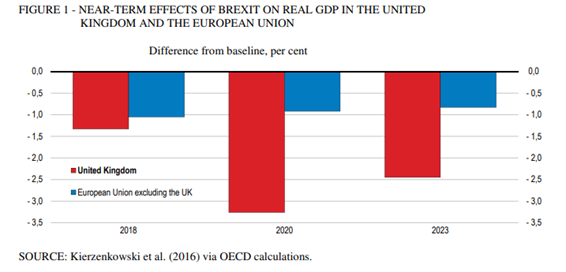 FIGURE 1 - NEAR-TERM EFFECTS OF BREXIT ON REAL GDP IN THE UNITED
KINGDOM AND THE EUROPEAN UNION
Difference from baseline, per cent
0,0 0,0
- 0,5 - 0,5
- 1,0 - 1,0
- 1,5 - 1,5
- 2,0 - 2,0
United Kingdom
- 2,5 - 2,5
European Union excluding the UK
- 3,0 - 3,0
- 3,5 - 3,5
2018 2020 2023
SOURCE: Kierzenkowski et al. (2016) via OECD calculations.